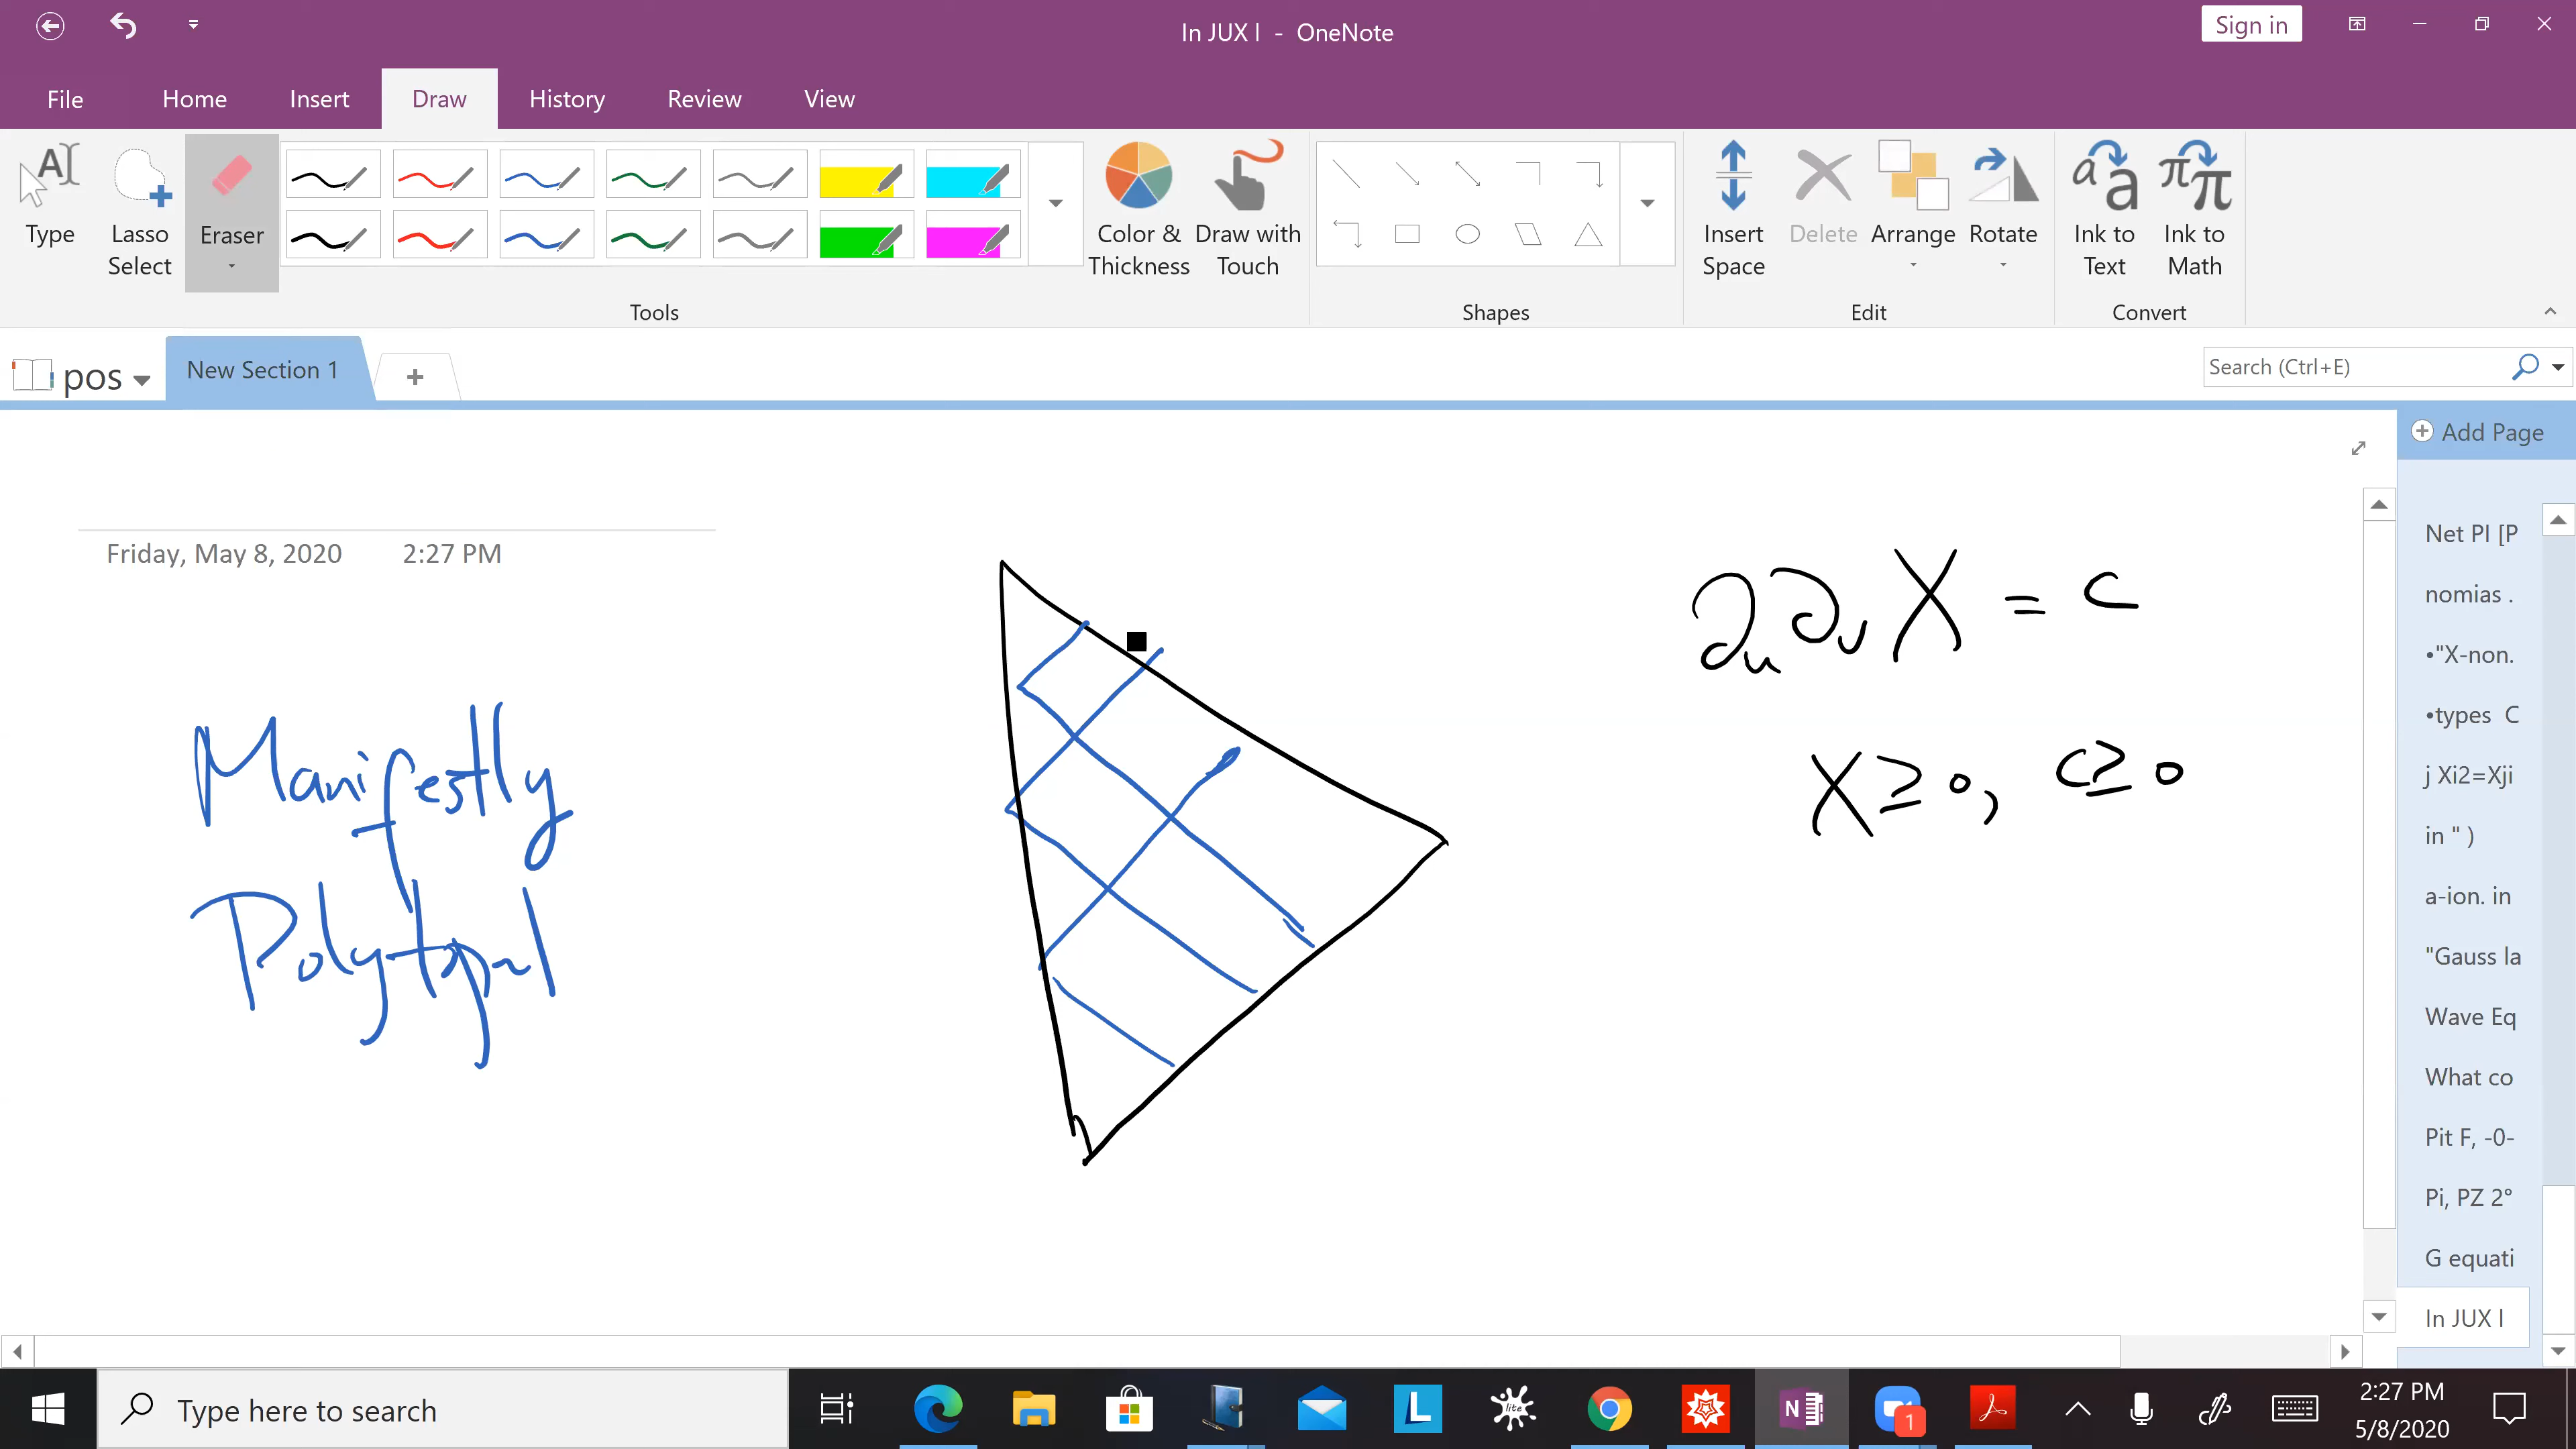 In JUX l - OneNote
Sign in
File Home Insert Draw History Review View
Type
Lasso Select
Eraser
Color & Thickness
Draw with Touch
Insert Space
Delete
Arrange
Rotate
Ink to Text
Ink to Math
Tools
Shapes
Edit
Convert
pos
New Section 1
Search (Ctrl+E)
Add Page
Friday, May 8, 2020 2:27 PM
Manifestly
∂u∂vX = c
X ≥ 0, c ≥ 0
Net PI [P
nomias .
•"X-non.
•types C
j Xi2=Xji
in " )
a-ion. in
"Gauss la
Wave Eq
What co
Pit F, -0-
Pi, PZ 2°
G equati
In JUX l
Type here to search
L
lite
N
1
2:27 PM
5/8/2020